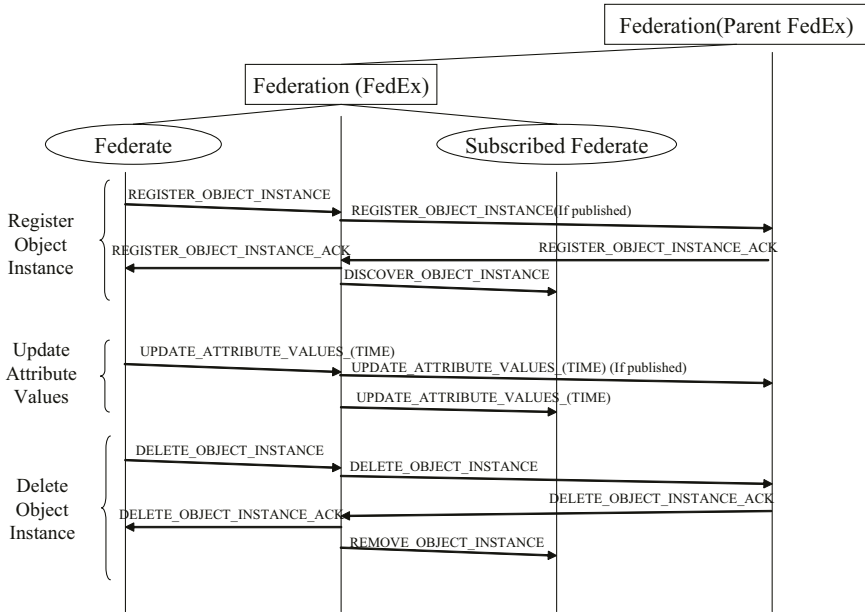 Federation(Parent FedEx)
Federation (FedEx)
Federate
Subscribed Federate
Register
Object
Instance
REGISTER_OBJECT_INSTANCE
REGISTER_OBJECT_INSTANCE(If published)
REGISTER_OBJECT_INSTANCE_ACK
REGISTER_OBJECT_INSTANCE_ACK
DISCOVER_OBJECT_INSTANCE
Update
Attribute
Values
UPDATE_ATTRIBUTE_VALUES_(TIME)
UPDATE_ATTRIBUTE_VALUES_(TIME) (If published)
UPDATE_ATTRIBUTE_VALUES_(TIME)
Delete
Object
Instance
DELETE_OBJECT_INSTANCE
DELETE_OBJECT_INSTANCE
DELETE_OBJECT_INSTANCE_ACK
DELETE_OBJECT_INSTANCE_ACK
REMOVE_OBJECT_INSTANCE